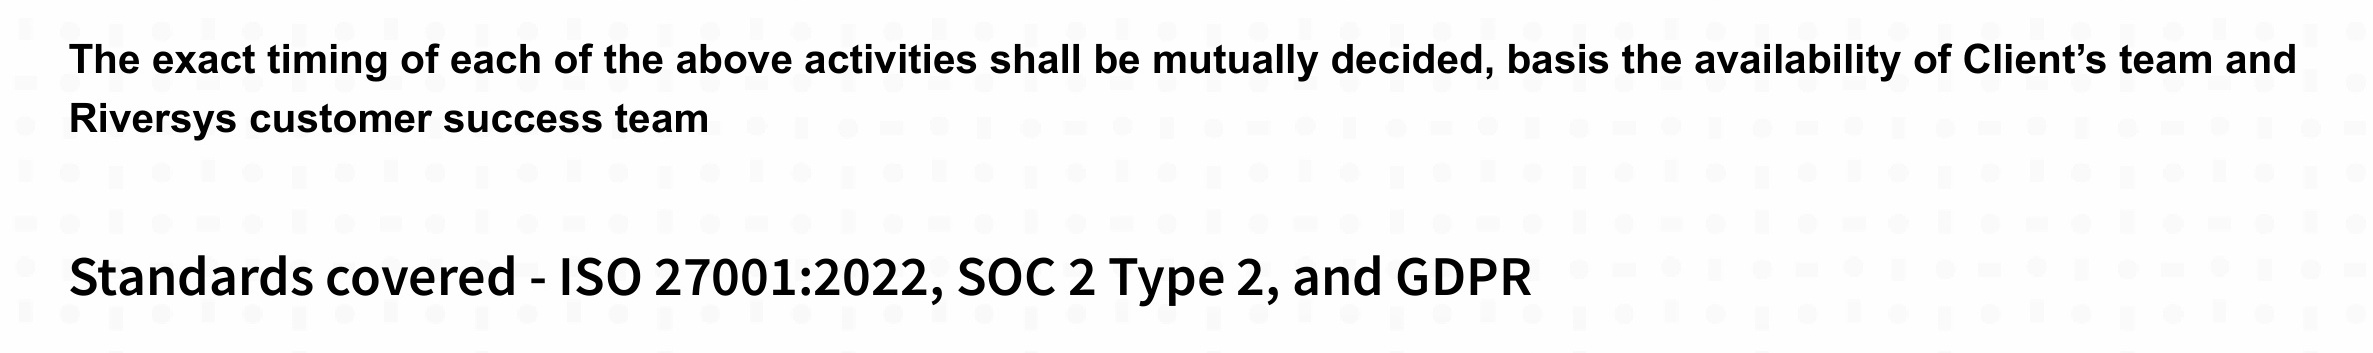 The exact timing of each of the above activities shall be mutually decided, basis the availability of Client’s team and
Riversys customer success team
Standards covered - ISO 27001:2022, SOC 2 Type 2, and GDPR